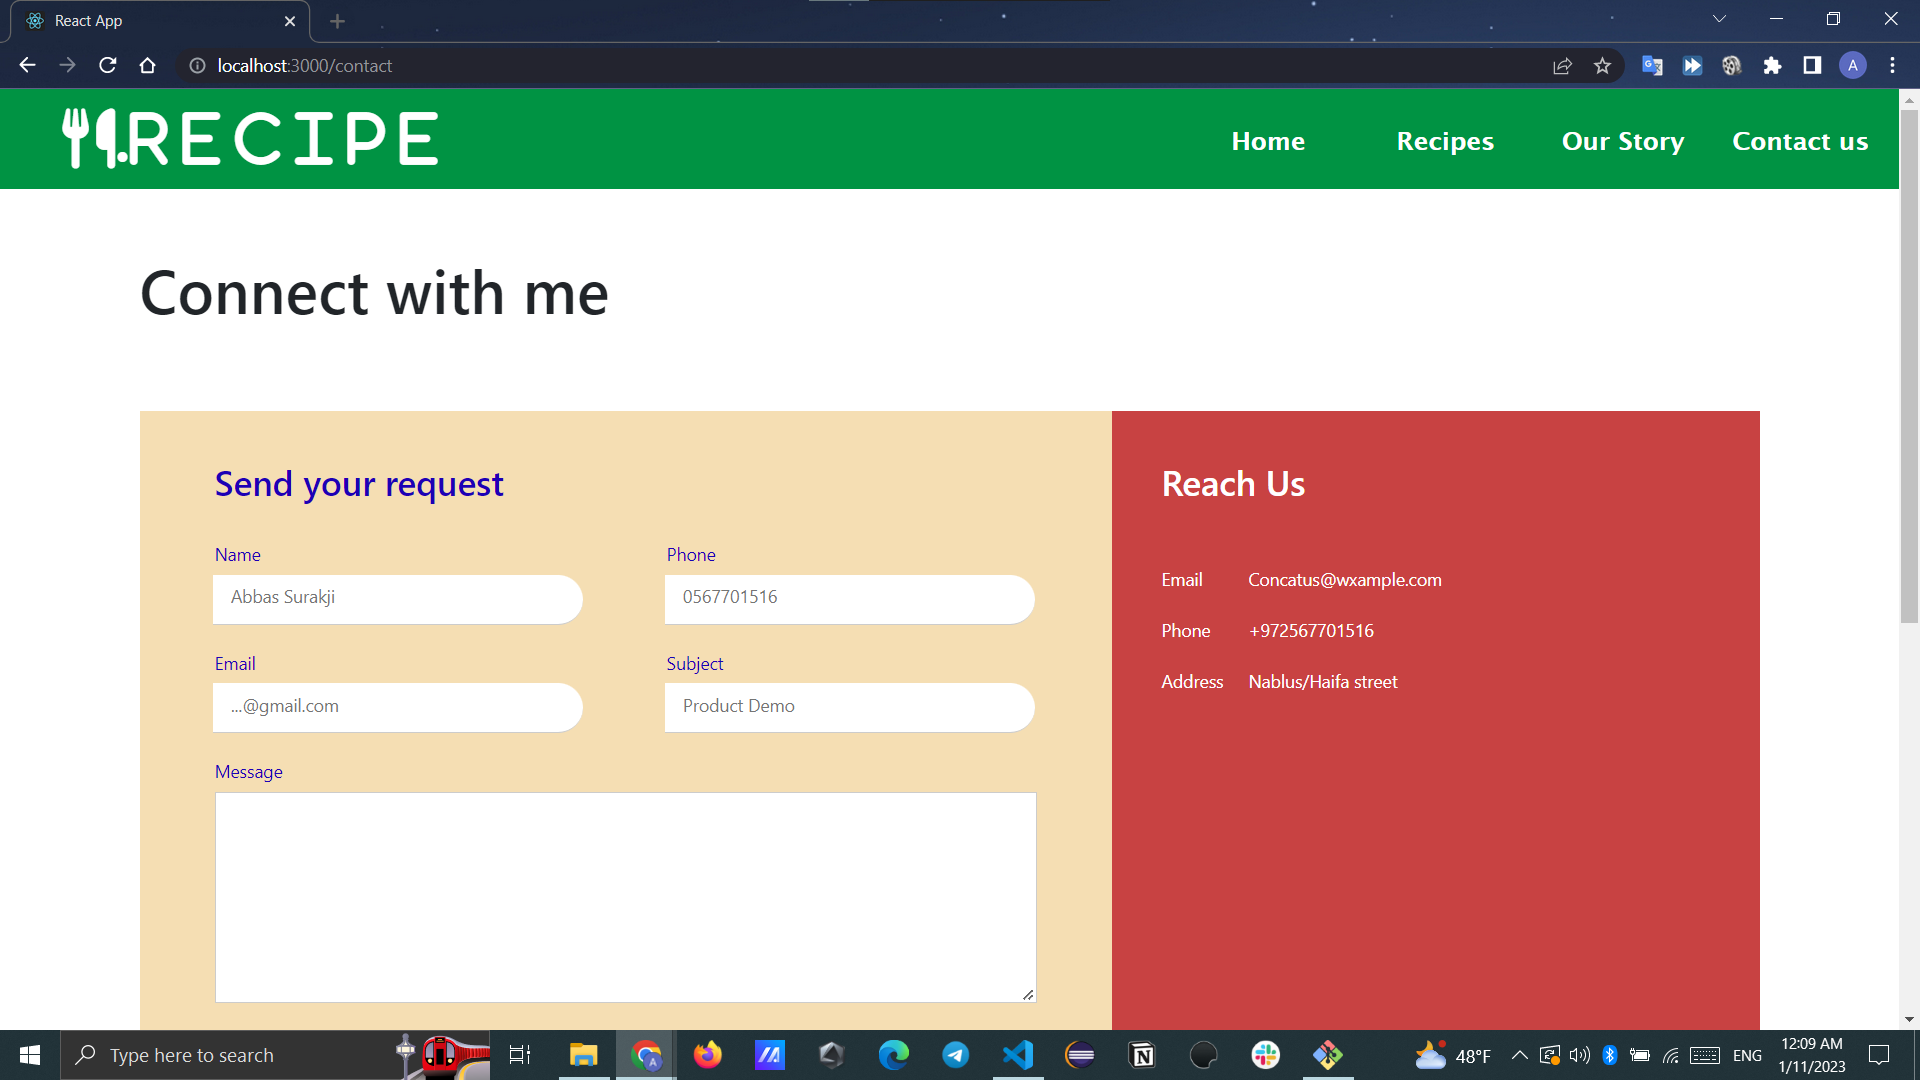 React App
localhost:3000/contact
A
RECIPE
Home Recipes Our Story Contact us
Connect with me
Send your request
Name Phone
Abbas Surakji 0567701516
Email Subject
...@gmail.com Product Demo
Message
Reach Us
Email Concatus@wxample.com
Phone +972567701516
Address Nablus/Haifa street
Type here to search
48°F
ENG
12:09 AM
1/11/2023